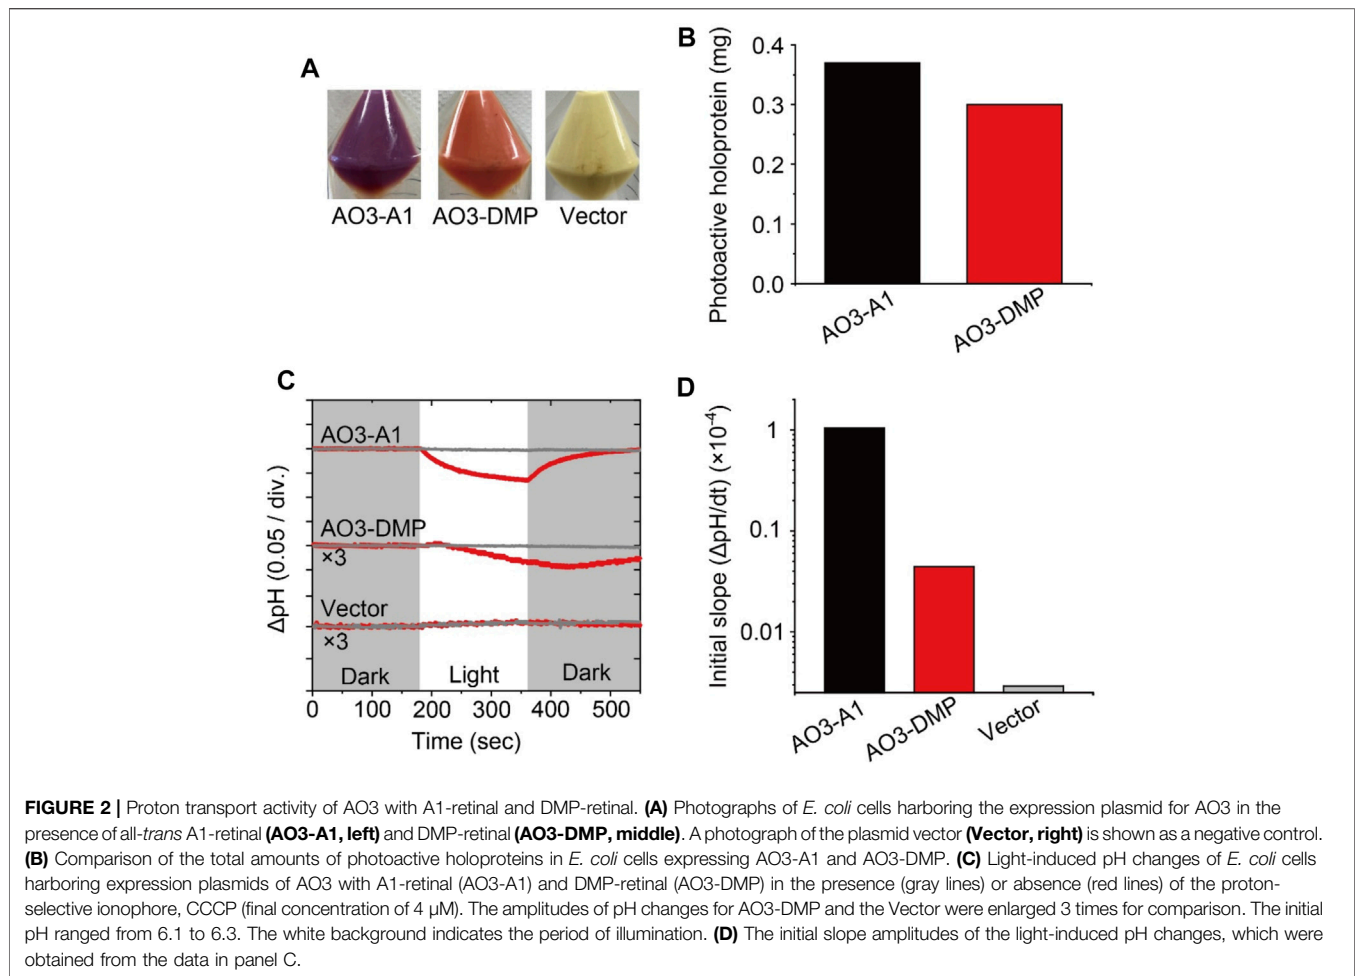 A
AO3-A1 AO3-DMP Vector
B
Photoactive holoprotein (mg)
0.4
0.3
0.2
0.1
0.0
AO3-A1
AO3-DMP
C
ΔpH (0.05 / div.)
AO3-A1
AO3-DMP
×3
Vector
×3
Dark Light Dark
0 100 200 300 400 500
Time (sec)
D
Initial slope (ΔpH/dt) (×10⁻⁴)
1
0.1
0.01
AO3-A1
AO3-DMP
Vector
FIGURE 2 | Proton transport activity of AO3 with A1-retinal and DMP-retinal. (A) Photographs of E. coli cells harboring the expression plasmid for AO3 in the
presence of all-trans A1-retinal (AO3-A1, left) and DMP-retinal (AO3-DMP, middle). A photograph of the plasmid vector (Vector, right) is shown as a negative control.
(B) Comparison of the total amounts of photoactive holoproteins in E. coli cells expressing AO3-A1 and AO3-DMP. (C) Light-induced pH changes of E. coli cells
harboring expression plasmids of AO3 with A1-retinal (AO3-A1) and DMP-retinal (AO3-DMP) in the presence (gray lines) or absence (red lines) of the proton-
selective ionophore, CCCP (final concentration of 4 μM). The amplitudes of pH changes for AO3-DMP and the Vector were enlarged 3 times for comparison. The initial
pH ranged from 6.1 to 6.3. The white background indicates the period of illumination. (D) The initial slope amplitudes of the light-induced pH changes, which were
obtained from the data in panel C.